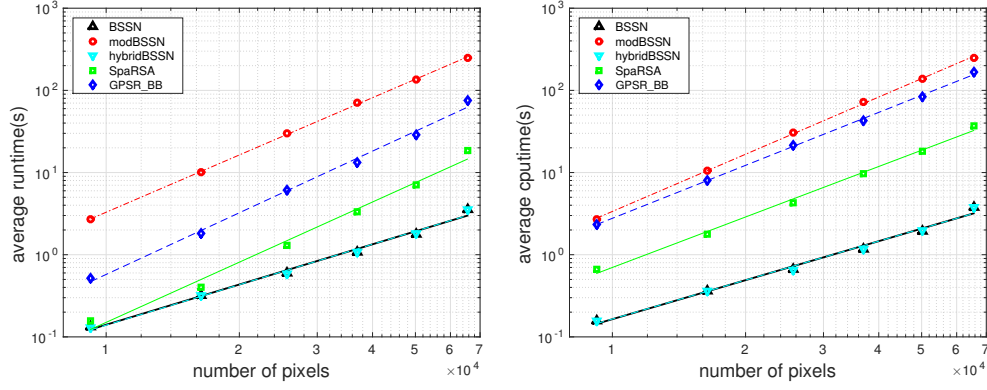 10^3
10^2
10^1
10^0
10^-1
average runtime(s)
BSSN
modBSSN
hybridBSSN
SpaRSA
GPSR_BB
1 2 3 4 5 6 7
×10^4
number of pixels
10^3
10^2
10^1
10^0
10^-1
average cputime(s)
BSSN
modBSSN
hybridBSSN
SpaRSA
GPSR_BB
1 2 3 4 5 6 7
×10^4
number of pixels